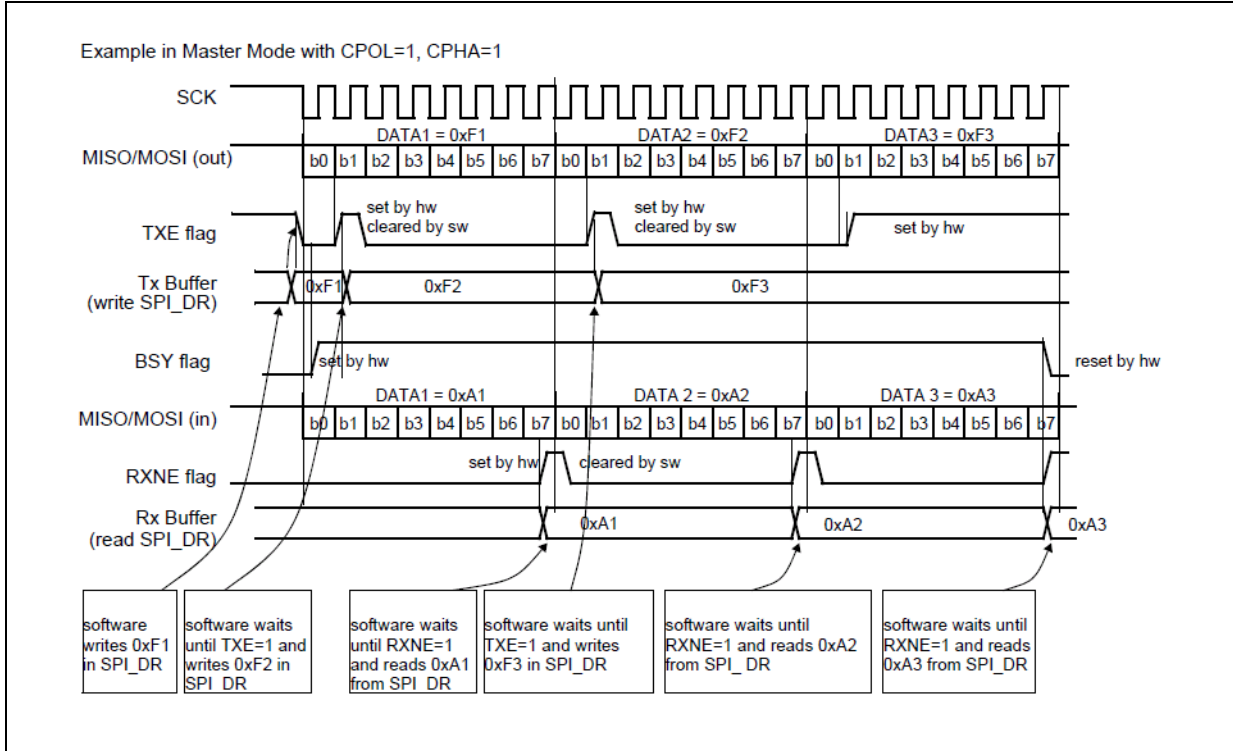 Example in Master Mode with CPOL=1, CPHA=1
SCK
DATA1 = 0xF1 DATA2 = 0xF2 DATA3 = 0xF3
MISO/MOSI (out) b0 b1 b2 b3 b4 b5 b6 b7 b0 b1 b2 b3 b4 b5 b6 b7 b0 b1 b2 b3 b4 b5 b6 b7
set by hw set by hw
TXE flag cleared by sw cleared by sw set by hw
Tx Buffer 0xF1 0xF2 0xF3
(write SPI_DR)
BSY flag set by hw reset by hw
DATA1 = 0xA1 DATA 2 = 0xA2 DATA 3 = 0xA3
MISO/MOSI (in) b0 b1 b2 b3 b4 b5 b6 b7 b0 b1 b2 b3 b4 b5 b6 b7 b0 b1 b2 b3 b4 b5 b6 b7
set by hw cleared by sw
RXNE flag
Rx Buffer 0xA1 0xA2 0xA3
(read SPI_DR)
software
writes 0xF1
in SPI_DR
software waits
until TXE=1 and
writes 0xF2 in
SPI_DR
software waits
until RXNE=1
and reads 0xA1
from SPI_DR
software waits until
TXE=1 and writes
0xF3 in SPI_DR
software waits until
RXNE=1 and reads 0xA2
from SPI_ DR
software waits until
RXNE=1 and reads
0xA3 from SPI_DR